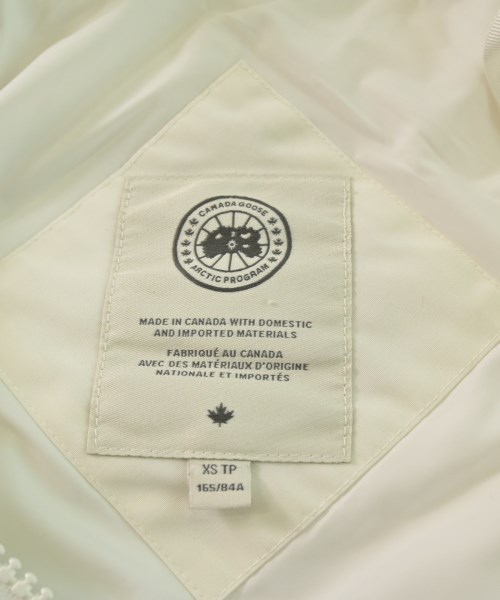 CANADA GOOSE
ARCTIC PROGRAM
MADE IN CANADA WITH DOMESTIC
AND IMPORTED MATERIALS
FABRIQUÉ AU CANADA
AVEC DES MATÉRIAUX D'ORIGINE
NATIONALE ET IMPORTÉS
XS TP
165/84A